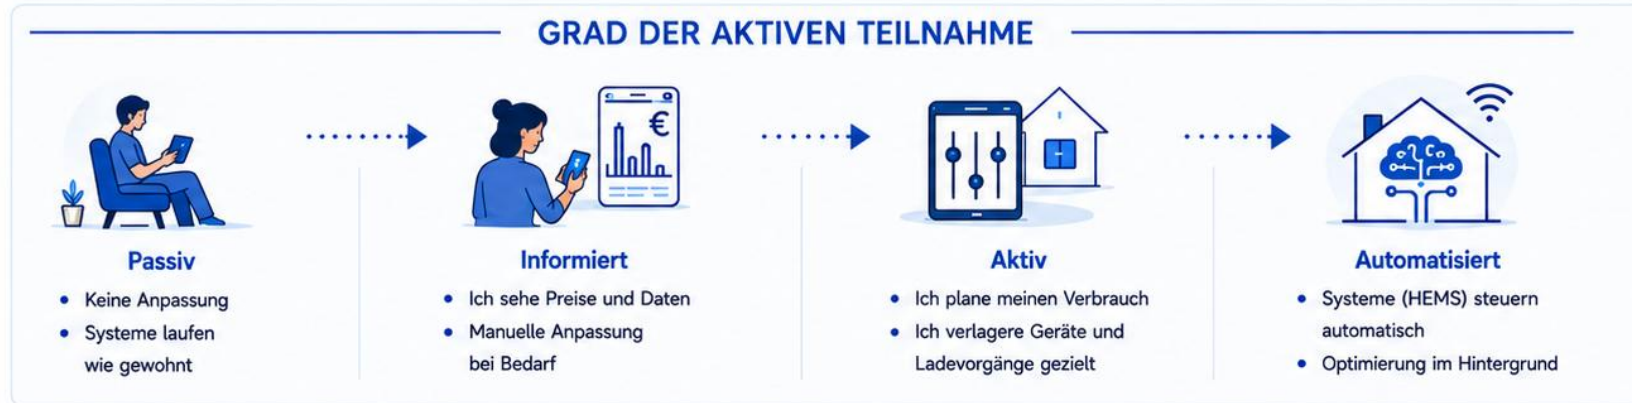 GRAD DER AKTIVEN TEILNAHME
€
Passiv
• Keine Anpassung
• Systeme laufen
wie gewohnt
Informiert
• Ich sehe Preise und Daten
• Manuelle Anpassung
bei Bedarf
Aktiv
• Ich plane meinen Verbrauch
• Ich verlagere Geräte und
Ladevorgänge gezielt
Automatisiert
• Systeme (HEMS) steuern
automatisch
• Optimierung im Hintergrund